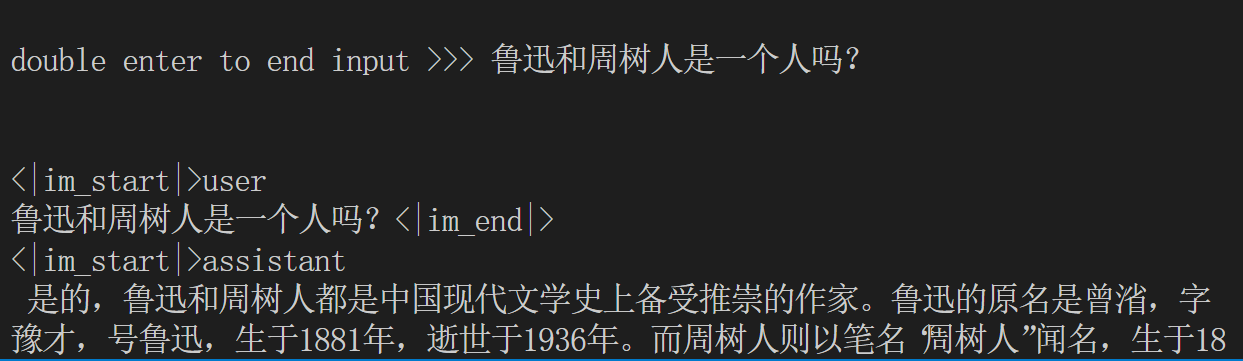 double enter to end input >>> 鲁迅和周树人是一个人吗？
<|im_start|>user
鲁迅和周树人是一个人吗？<|im_end|>
<|im_start|>assistant
是的，鲁迅和周树人都是中国现代文学史上备受推崇的作家。鲁迅的原名是曾渻，字
豫才，号鲁迅，生于1881年，逝世于1936年。而周树人则以笔名“周树人”闻名，生于18